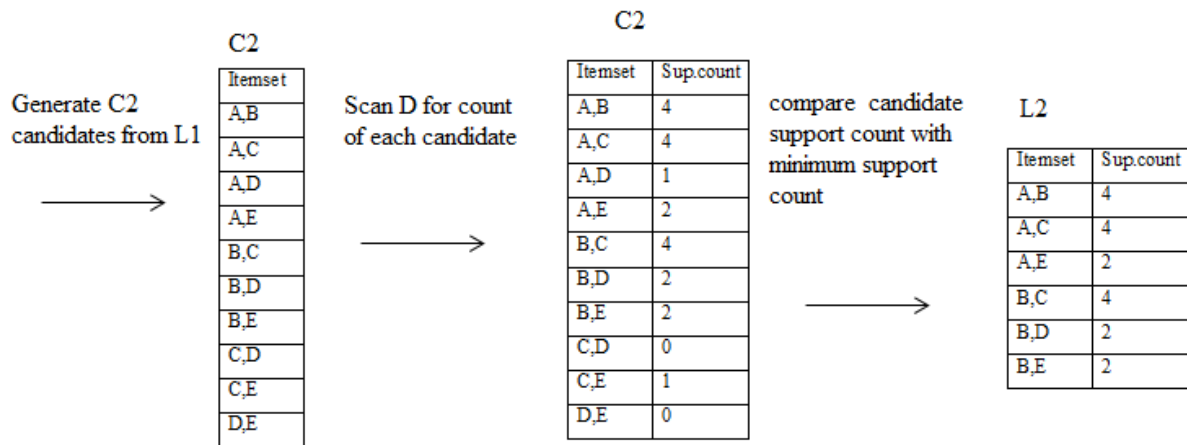 Generate C2
candidates from L1
C2
Itemset
A,B
A,C
A,D
A,E
B,C
B,D
B,E
C,D
C,E
D,E
Scan D for count
of each candidate
C2
Itemset Sup.count
A,B 4
A,C 4
A,D 1
A,E 2
B,C 4
B,D 2
B,E 2
C,D 0
C,E 1
D,E 0
compare candidate
support count with
minimum support
count
L2
Itemset Sup.count
A,B 4
A,C 4
A,E 2
B,C 4
B,D 2
B,E 2